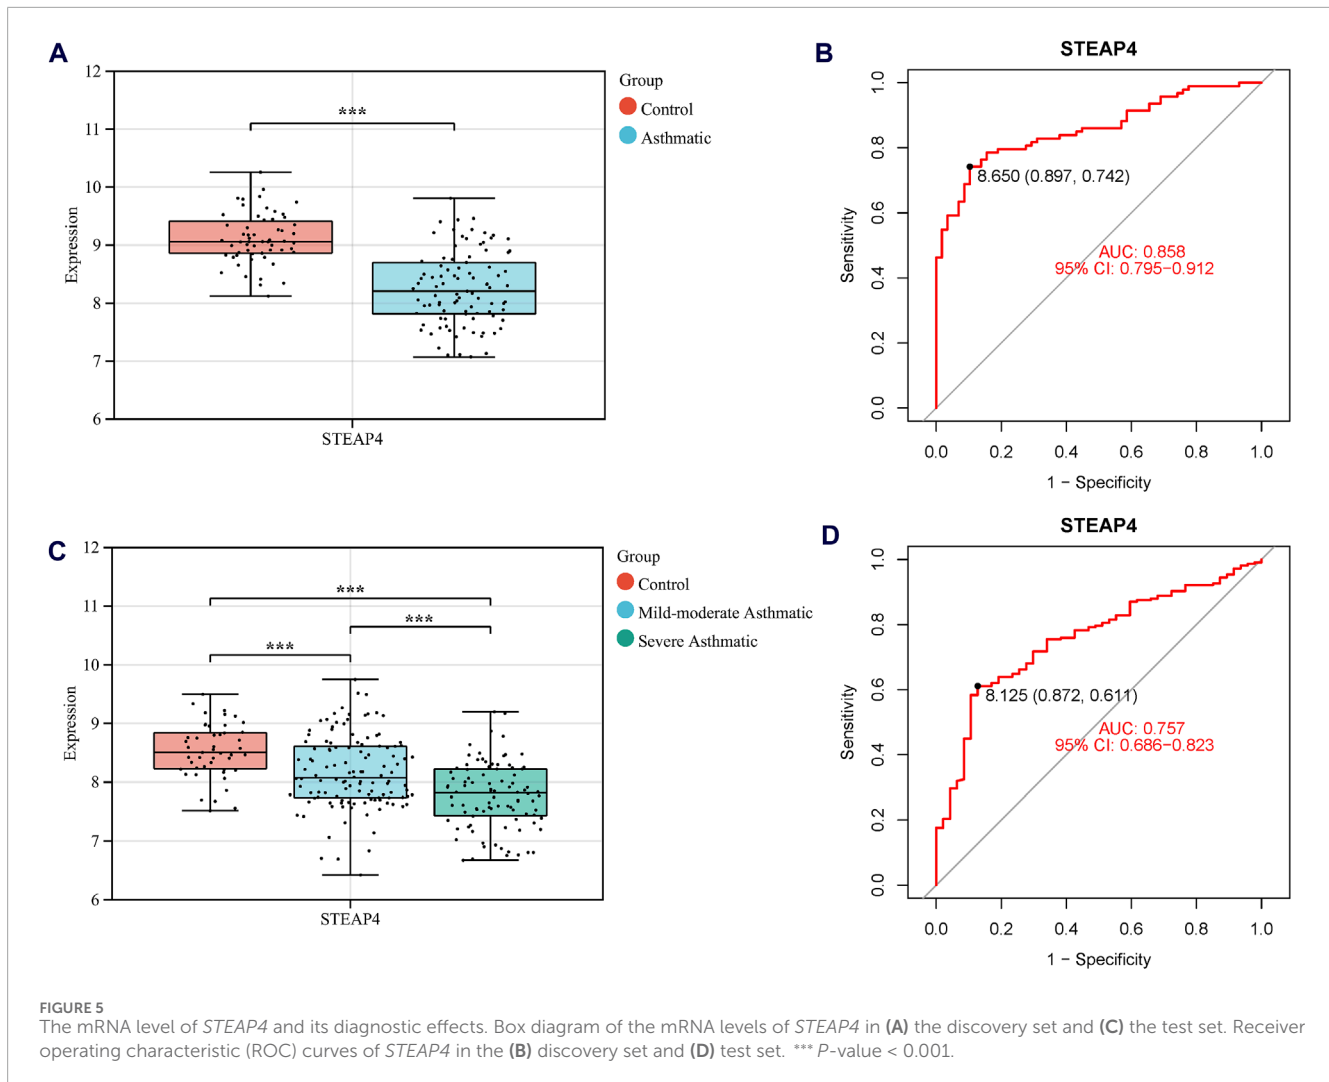 A
12
11
10
9
8
7
6
Expression
***
STEAP4
Group
Control
Asthmatic
B
STEAP4
1.0
0.8
0.6
0.4
0.2
0.0
Sensitivity
8.650 (0.897, 0.742)
AUC: 0.858
95% CI: 0.795–0.912
0.0 0.2 0.4 0.6 0.8 1.0
1 − Specificity
C
12
11
10
9
8
7
6
Expression
***
***
***
STEAP4
Group
Control
Mild-moderate Asthmatic
Severe Asthmatic
D
STEAP4
1.0
0.8
0.6
0.4
0.2
0.0
Sensitivity
8.125 (0.872, 0.611)
AUC: 0.757
95% CI: 0.686–0.823
0.0 0.2 0.4 0.6 0.8 1.0
1 − Specificity
FIGURE 5
The mRNA level of STEAP4 and its diagnostic effects. Box diagram of the mRNA levels of STEAP4 in (A) the discovery set and (C) the test set. Receiver
operating characteristic (ROC) curves of STEAP4 in the (B) discovery set and (D) test set. *** P-value < 0.001.